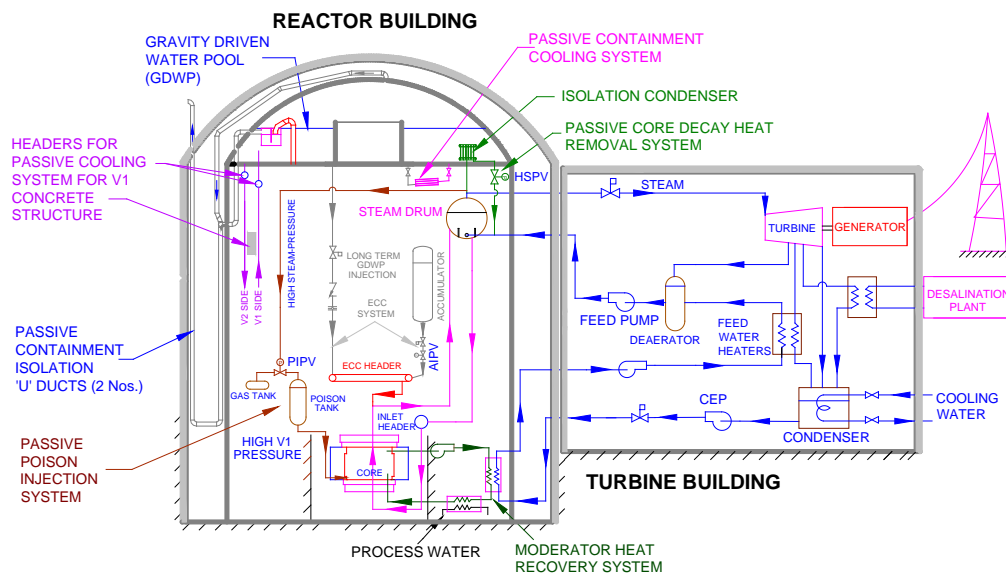 REACTOR BUILDING
GRAVITY DRIVEN
WATER POOL
(GDWP)
PASSIVE CONTAINMENT
COOLING SYSTEM
ISOLATION CONDENSER
PASSIVE CORE DECAY HEAT
REMOVAL SYSTEM
HEADERS FOR
PASSIVE COOLING
SYSTEM FOR V1
CONCRETE
STRUCTURE
HSPV
STEAM DRUM
STEAM
TURBINE
GENERATOR
HIGH STEAM-PRESSURE
LONG TERM
GDWP
INJECTION
ACCUMULATOR
ECC
SYSTEM
V2 SIDE
V1 SIDE
FEED PUMP
DEAERATOR
FEED
WATER
HEATERS
DESALINATION
PLANT
PASSIVE
CONTAINMENT
ISOLATION
'U' DUCTS (2 Nos.)
PIPV
AIPV
ECC HEADER
GAS TANK
POISON
TANK
INLET
HEADER
CEP
COOLING
WATER
CONDENSER
PASSIVE
POISON
INJECTION
SYSTEM
HIGH V1
PRESSURE
CORE
TURBINE BUILDING
PROCESS WATER
MODERATOR HEAT
RECOVERY SYSTEM